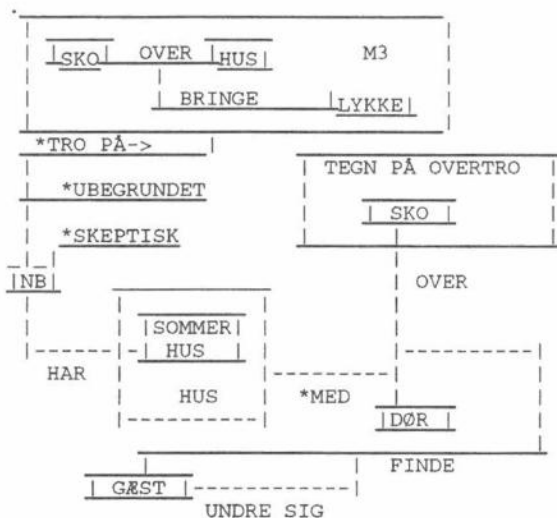 SKO OVER HUS M3
BRINGE LYKKE
*TRO PÅ->
TEGN PÅ OVERTRO
*UBEGRUNDET
SKO
*SKEPTISK
NB OVER
SOMMER
HUS
HAR
HUS *MED
DØR
FINDE
GÆST
UNDRE SIG